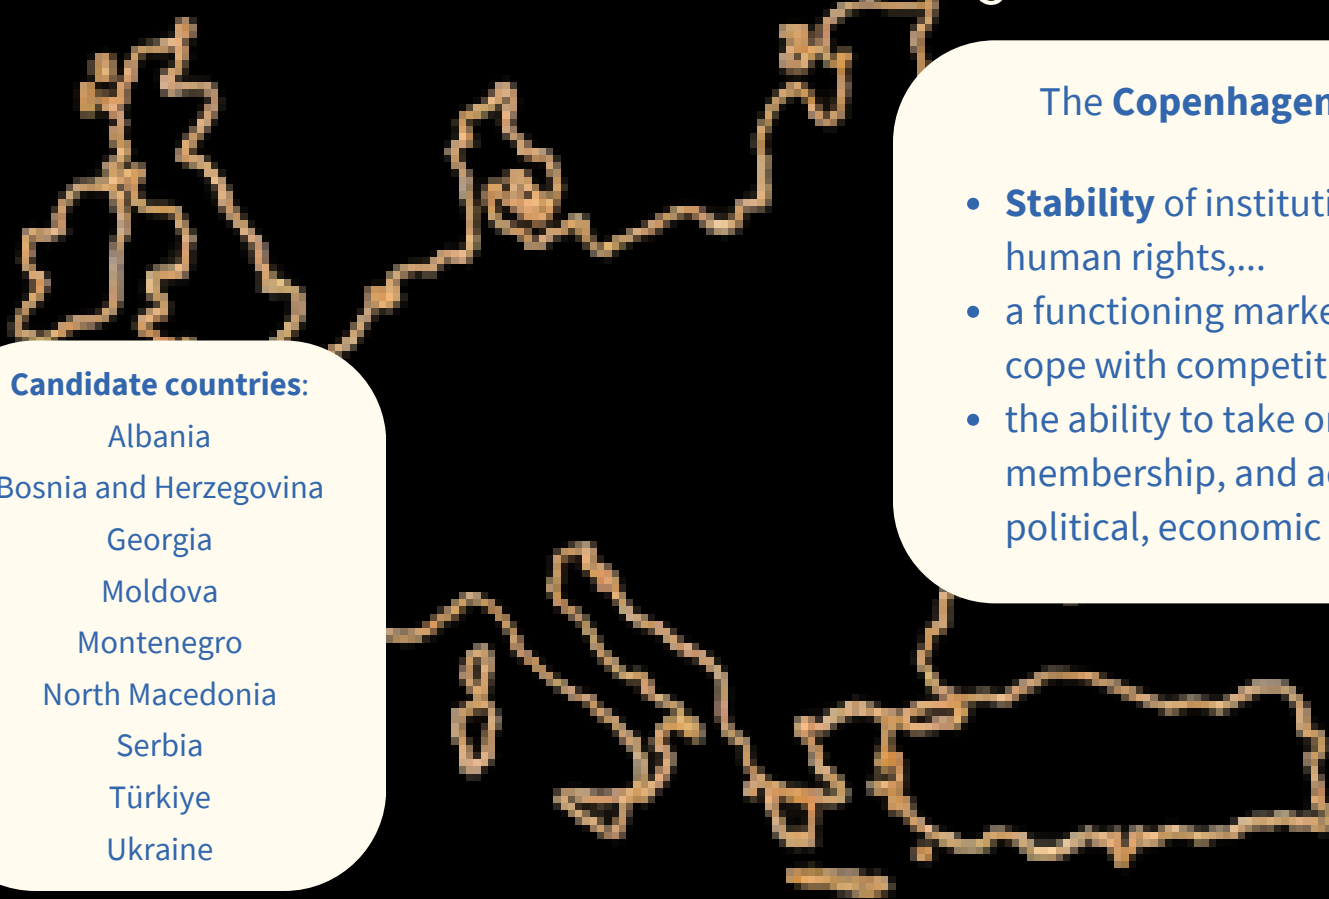 Candidate countries:
Albania
Bosnia and Herzegovina
Georgia
Moldova
Montenegro
North Macedonia
Serbia
Türkiye
Ukraine
The Copenhagen
• Stability of instituti
human rights,...
• a functioning marke
cope with competit
• the ability to take o
membership, and a
political, economic